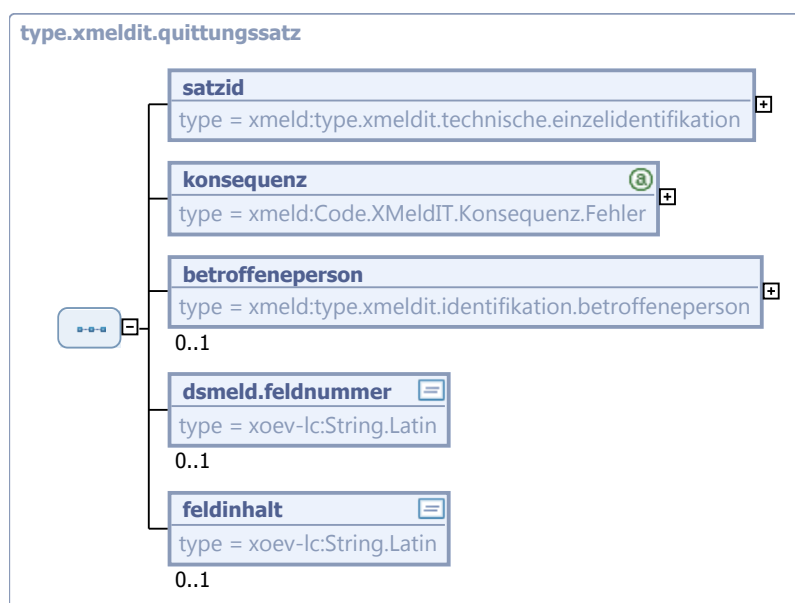 type.xmeldit.quittungssatz
satzid
type = xmeld:type.xmeldit.technische.einzelidentifikation
konsequenz
type = xmeld:Code.XMeldIT.Konsequenz.Fehler
betroffeneperson
type = xmeld:type.xmeldit.identifikation.betroffeneperson
0..1
dsmeld.feldnummer
type = xoev-lc:String.Latin
0..1
feldinhalt
type = xoev-lc:String.Latin
0..1